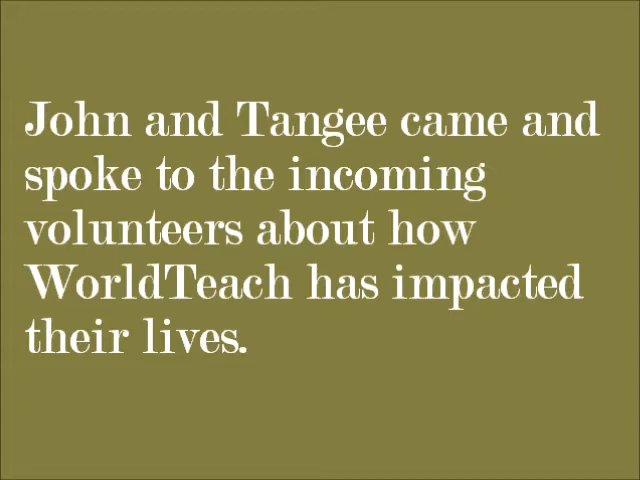 John and Tangee came and
spoke to the incoming
volunteers about how
WorldTeach has impacted
their lives.